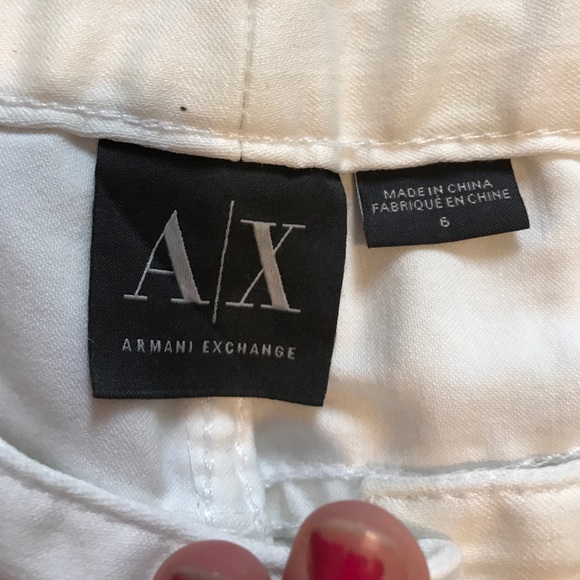 A|X
ARMANI EXCHANGE
MADE IN CHINA
FABRIQUÉ EN CHINE
6